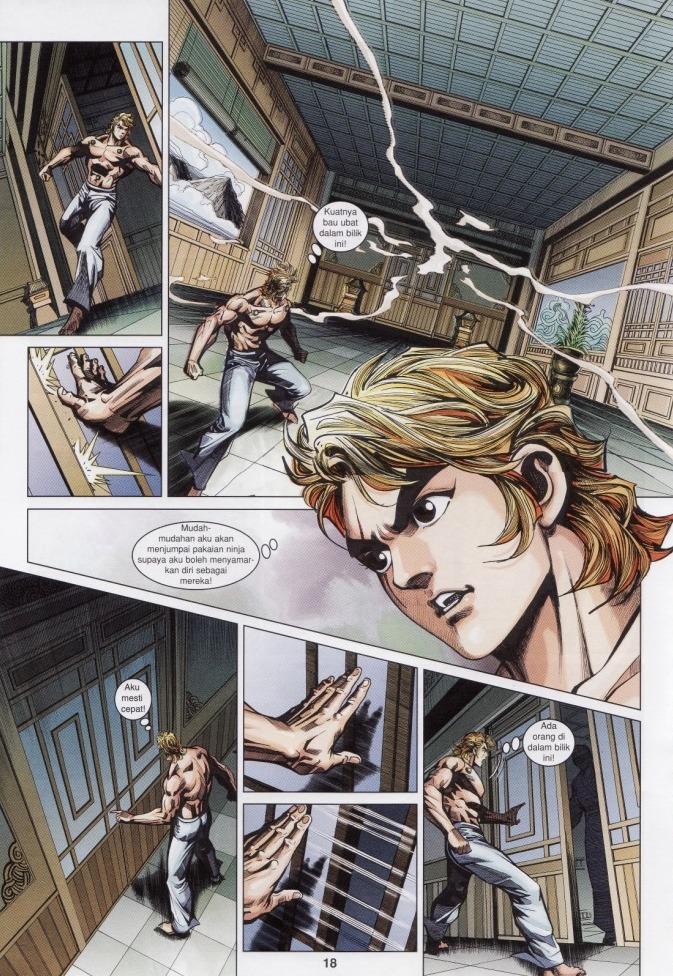 Kuatnya
bau ubat
dalam bilik
ini!
Mudah-
mudahan aku akan
menjumpai pakaian ninja
supaya aku boleh menyamar-
kan diri sebagai
mereka!
Aku
mesti
cepat!
Ada
orang di
dalam bilik
ini!
18